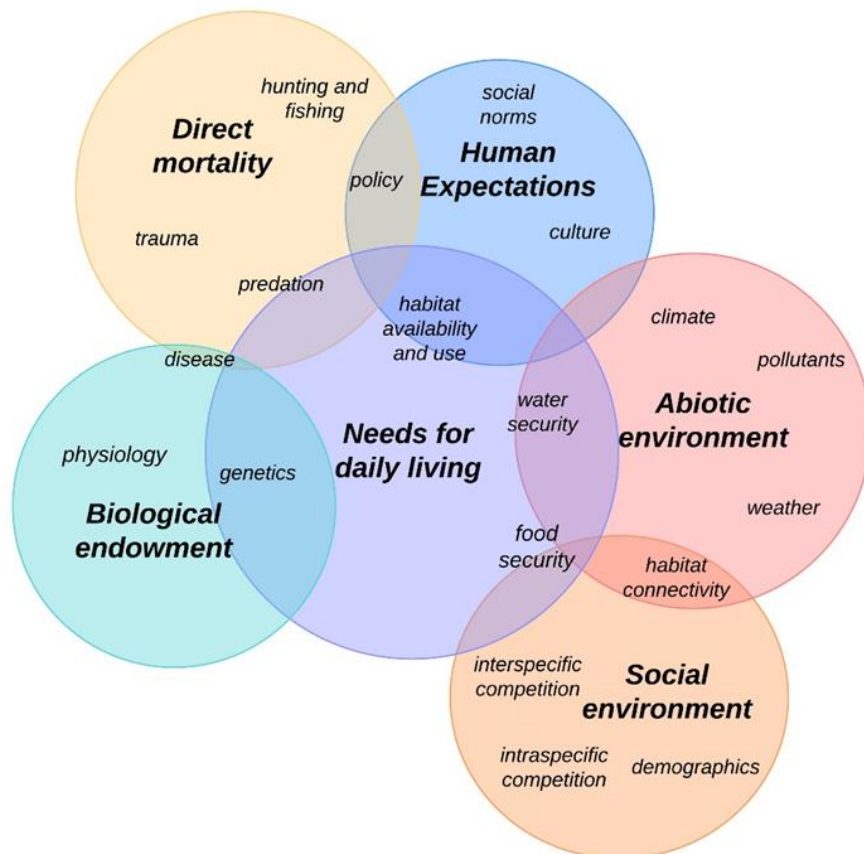 hunting and
fishing
Direct
mortality
policy
trauma
predation
social
norms
Human
Expectations
culture
habitat
availability
and use
climate
pollutants
Abiotic
environment
weather
water
security
disease
physiology
genetics
Biological
endowment
Needs for
daily living
food
security
habitat
connectivity
interspecific
competition
Social
environment
intraspecific
competition
demographics